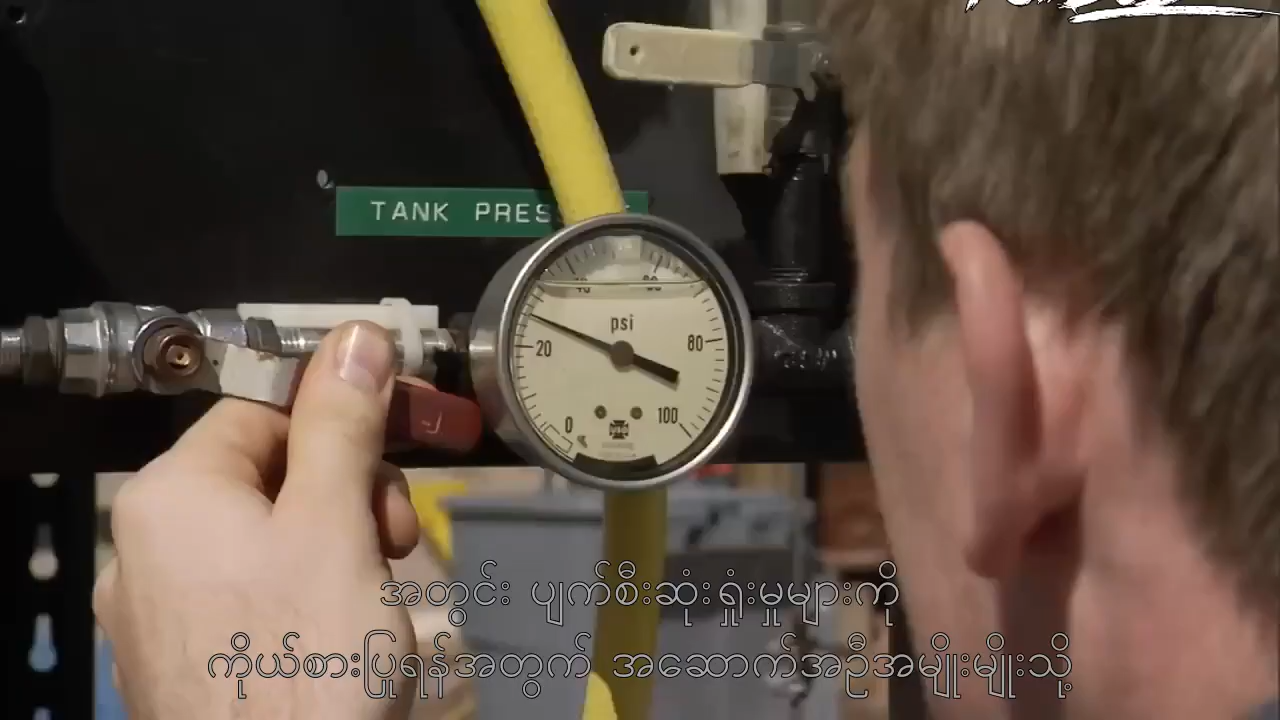 TANK PRES
psi
20
80
0
100
အတွင်း ပျက်စီးဆုံးရှုံးမှုများကို
ကိုယ်စားပြုရန်အတွက် အဆောက်အဦအမျိုးမျိုးသို့